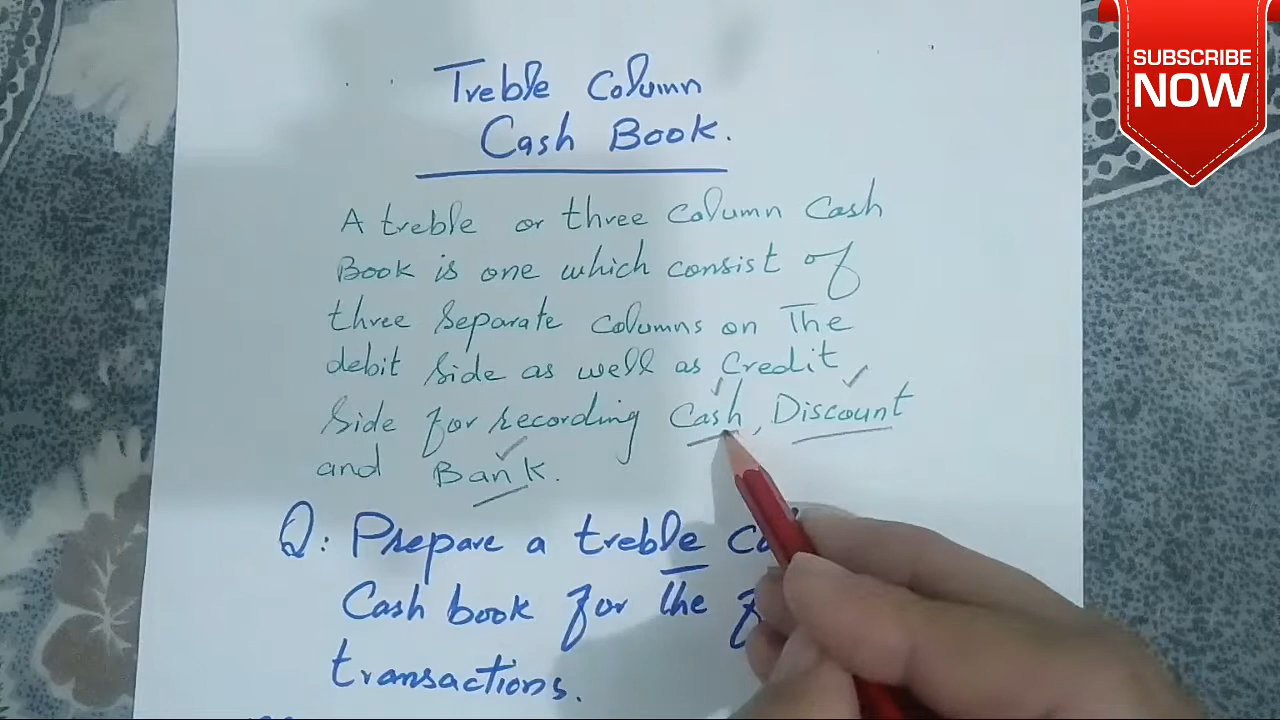 Treble Column
Cash Book.
A treble or three column Cash
Book is one which consist of
three separate columns on The
debit side as well as Credit
side for recording Cash, Discount
and Bank.
Q: Prepare a treble
Cash book for the
transactions.
SUBSCRIBE
NOW